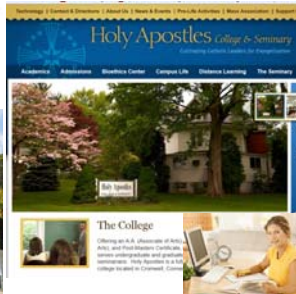 Technology | Contact & Directions | About Us | News & Events | Pro-Life Activities | Mass Association | Support
Holy Apostles College & Seminary
Cultivating Catholic Leaders for Evangelization
Academics Admissions Bioethics Center Campus Life Distance Learning The Seminary
Holy Apostles
The College
Offering an A.A. (Associate of Arts),
Arts), and Post-Masters Certificate,
serves undergraduate and graduate
seminarians. Holy Apostles is a full
college located in Cromwell, Connec